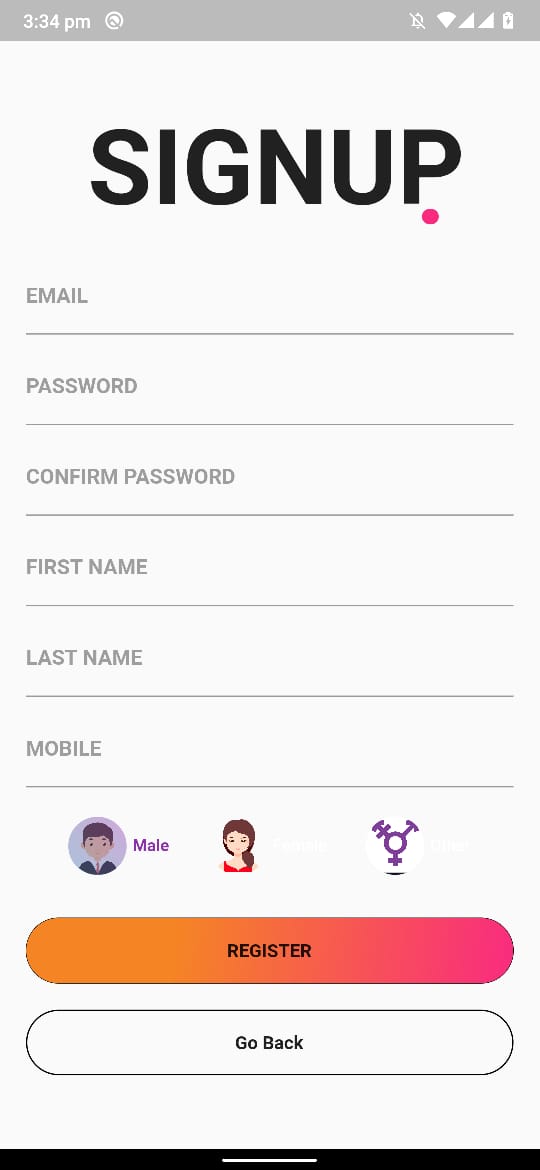 3:34 pm
SIGNUP
EMAIL
PASSWORD
CONFIRM PASSWORD
FIRST NAME
LAST NAME
MOBILE
Male Female Other
REGISTER
Go Back